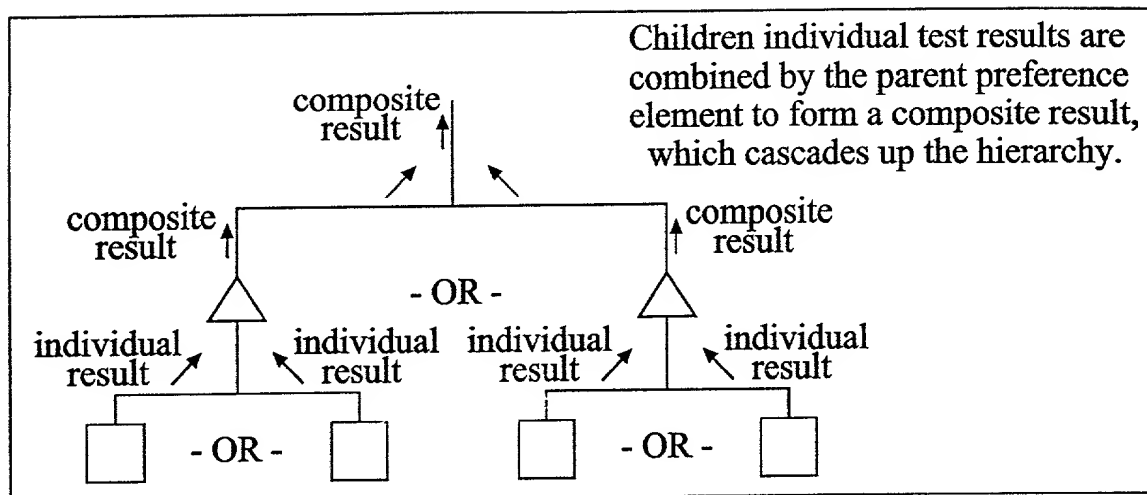 Children individual test results are
combined by the parent preference
element to form a composite result,
which cascades up the hierarchy.
composite
result
composite
result
composite
result
- OR -
individual
result
individual
result
individual
result
individual
result
- OR -
- OR -